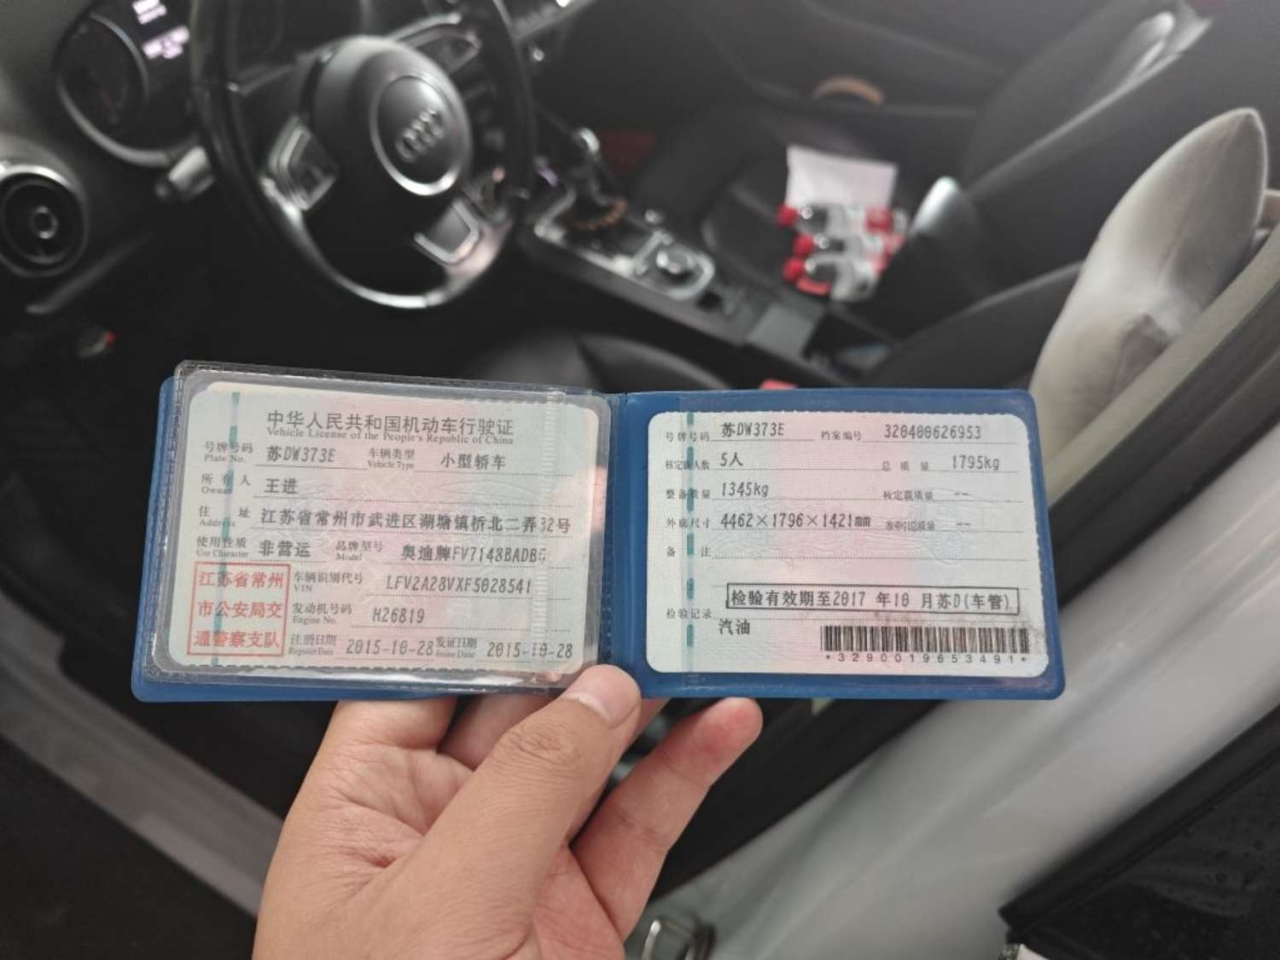 中华人民共和国机动车行驶证
Vehicle License of the People's Republic of China
号牌号码 Plate No. 苏DW373E 车辆类型 Vehicle Type 小型轿车
所有人 Owner 王进
住址 Address 江苏省常州市武进区湖塘镇桥北二弄32号
使用性质 Use Character 非营运 品牌型号 Model 奥迪牌FV7148BADBG
江苏省常州
市公安局交
通警察支队
车辆识别代号 VIN LFV2A28VXF5028541
发动机号码 Engine No. H26819
注册日期 Register Date 2015-10-28 发证日期 Issue Date 2015-10-28
号牌号码 苏DW373E 档案编号 320400626953
核定载人数 5人 总质量 1795kg
整备质量 1345kg 核定载质量 --
外廓尺寸 4462×1796×1421mm 准牵引总质量 --
备注
检验记录 检验有效期至2017 年10 月苏D(车管)
汽油
*3290019653491*